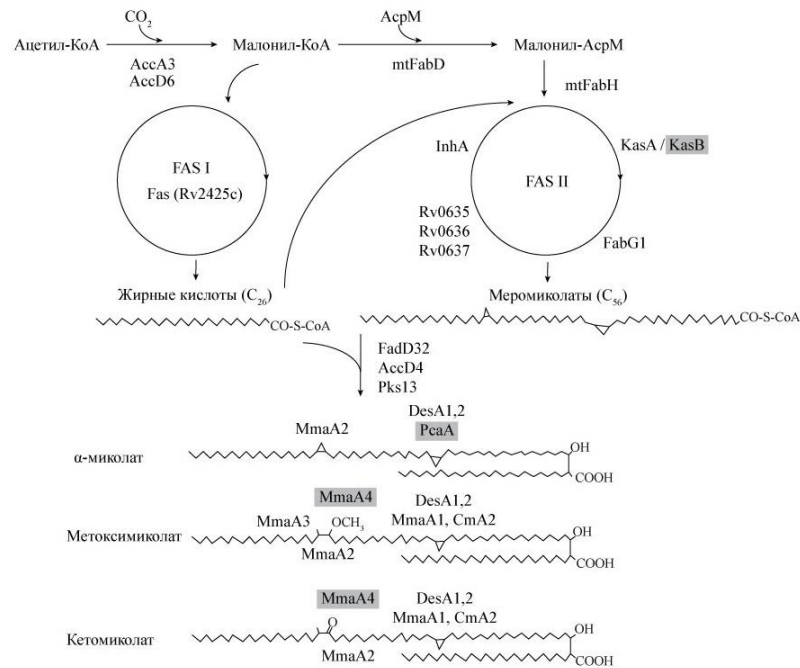 CO2
AcpM
Ацетил-КоА
Малонил-КоА
Малонил-AcpM
AccA3
AccD6
mtFabD
mtFabH
InhA
KasA / KasB
FAS I
Fas (Rv2425c)
FAS II
Rv0635
Rv0636
Rv0637
FabG1
Жирные кислоты (C26)
Меромиколаты (C56)
CO-S-CoA
CO-S-CoA
FadD32
AccD4
Pks13
DesA1,2
MmaA2
PcaA
α-миколат
OH
COOH
MmaA4
DesA1,2
MmaA3
OCH3
MmaA1, CmA2
Метоксимиколат
OH
MmaA2
COOH
MmaA4
DesA1,2
MmaA1, CmA2
O
OH
Кетомиколат
MmaA2
COOH